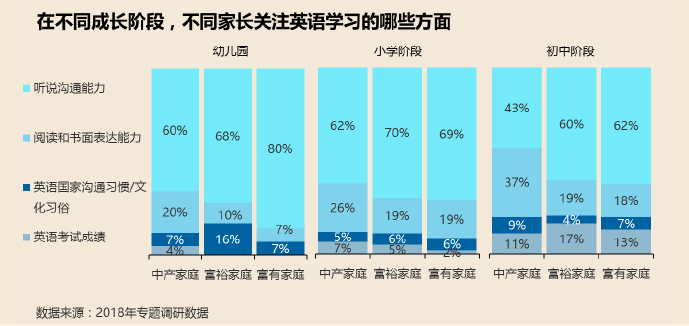 在不同成长阶段，不同家长关注英语学习的哪些方面
幼儿园
小学阶段
初中阶段
听说沟通能力
阅读和书面表达能力
英语国家沟通习惯/文
化习俗
英语考试成绩
60% 68% 80%
20% 10% 7%
7% 16% 7%
4%
62% 70% 69%
26% 19% 19%
5% 6% 6%
7% 5% 2%
43% 60% 62%
37% 19% 18%
9% 4% 7%
11% 17% 13%
中产家庭 富裕家庭 富有家庭
中产家庭 富裕家庭 富有家庭
中产家庭 富裕家庭 富有家庭
数据来源：2018年专题调研数据